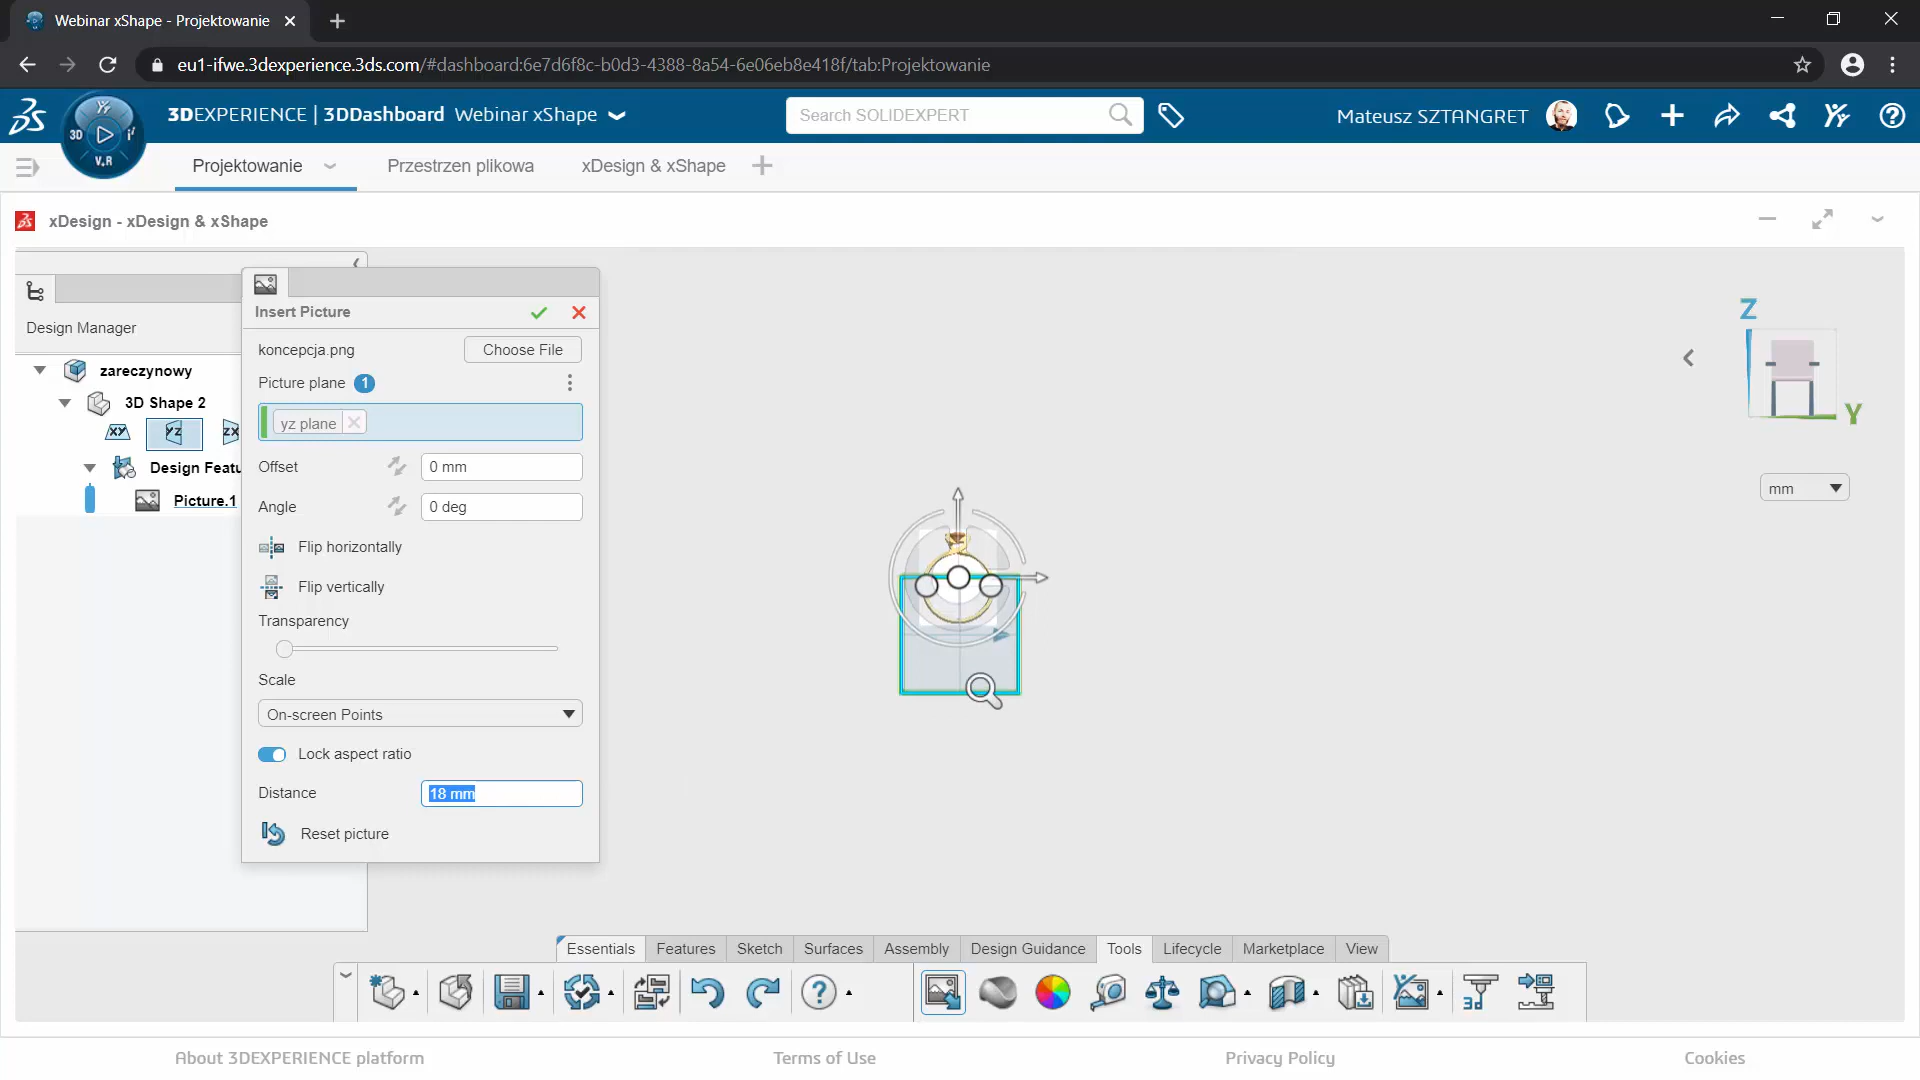 Webinar xShape - Projektowanie
eu1-ifwe.3dexperience.3ds.com/#dashboard:6e7d6f8c-b0d3-4388-8a54-6e06eb8e418f/tab:Projektowanie
3D
V.R
3DEXPERIENCE | 3DDashboard Webinar xShape
Search SOLIDEXPERT
Mateusz SZTANGRET
Projektowanie
Przestrzen plikowa
xDesign & xShape
xDesign - xDesign & xShape
Design Manager
zareczynowy
3D Shape 2
XY
YZ
ZX
Design Featu
Picture.1
Insert Picture
koncepcja.png
Choose File
Picture plane 1
yz plane
Offset
0 mm
Angle
0 deg
Flip horizontally
Flip vertically
Transparency
Scale
On-screen Points
Lock aspect ratio
Distance
18 mm
Reset picture
Z
Y
mm
Essentials
Features
Sketch
Surfaces
Assembly
Design Guidance
Tools
Lifecycle
Marketplace
View
3d
About 3DEXPERIENCE platform
Terms of Use
Privacy Policy
Cookies